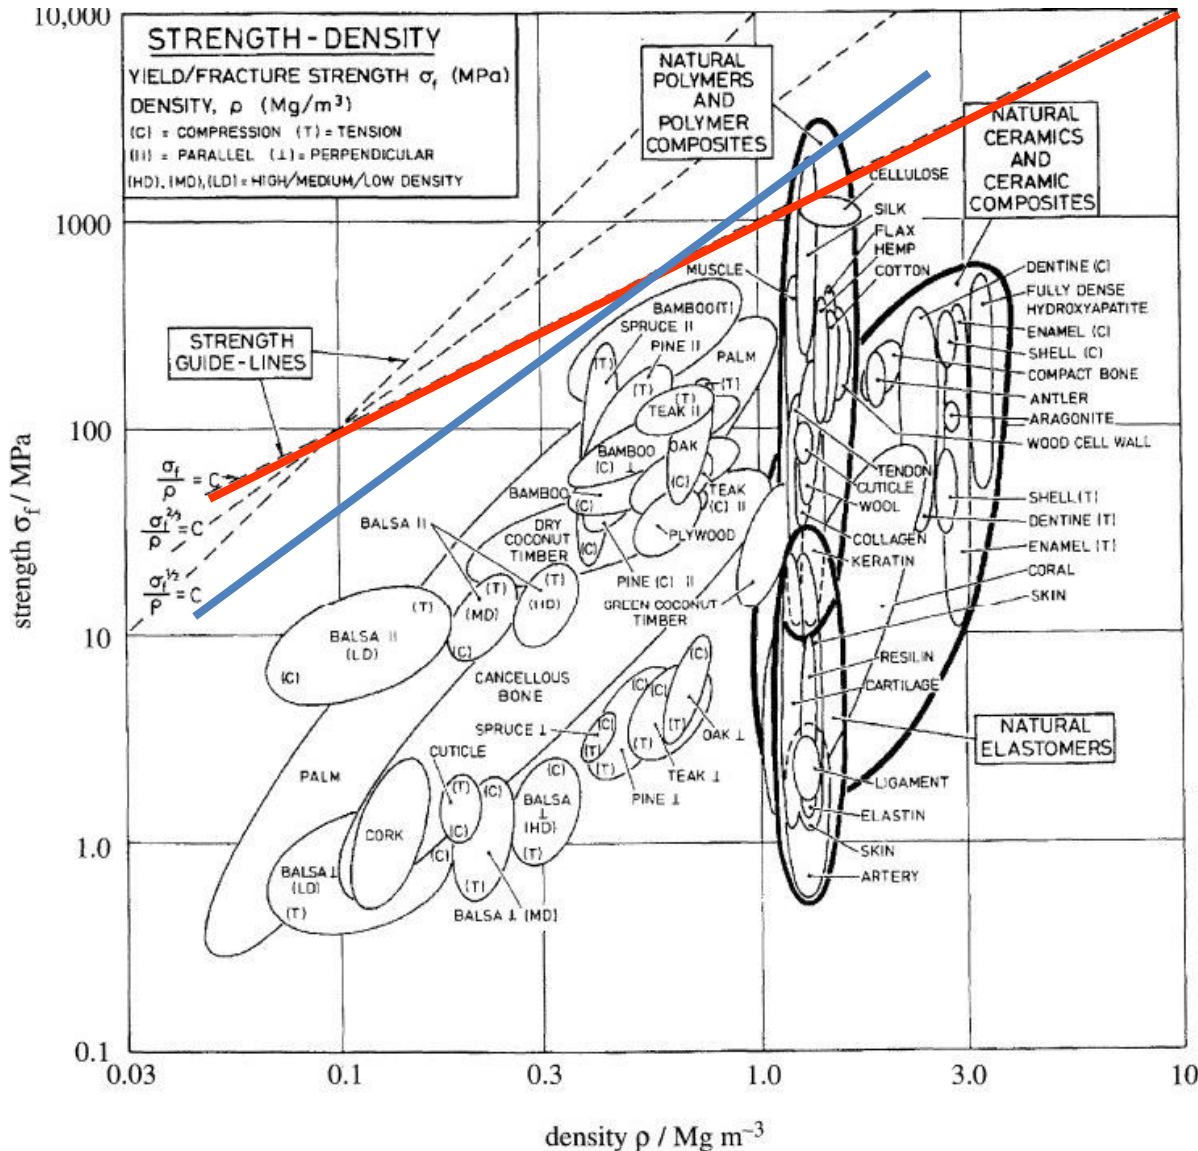 10,000
STRENGTH-DENSITY
YIELD/FRACTURE STRENGTH σf (MPa)
DENSITY, ρ (Mg/m³)
(C) = COMPRESSION (T) = TENSION
(II) = PARALLEL (⊥) = PERPENDICULAR
(HD), (MD), (LD) = HIGH/MEDIUM/LOW DENSITY
NATURAL
POLYMERS
AND
POLYMER
COMPOSITES
NATURAL
CERAMICS
AND
CERAMIC
COMPOSITES
CELLULOSE
SILK
FLAX
HEMP
COTTON
MUSCLE
1000
STRENGTH
GUIDE-LINES
BAMBOO(T)
SPRUCE II
PINE II
PALM
(T)
(T)
(T)
(T)
TEAK II
DENTINE (C)
FULLY DENSE
HYDROXYAPATITE
ENAMEL (C)
SHELL (C)
COMPACT BONE
ANTLER
ARAGONITE
WOOD CELL WALL
100
σf/ρ = C
σf^2/3/ρ = C
σf^1/2/ρ = C
BAMBOO
(C) ⊥
OAK
(C)
BAMBOO
(C)
TEAK
(C) II
TENDON
CUTICLE
WOOL
SHELL(T)
DENTINE (T)
ENAMEL (T)
CORAL
SKIN
BALSA II
DRY
COCONUT
TIMBER
(C)
PLYWOOD
COLLAGEN
KERATIN
PINE (C) II
GREEN COCONUT
TIMBER
(T)
(T)
(MD)
(C)
(T)
(HD)
10
BALSA II
(LD)
(C)
CANCELLOUS
BONE
RESILIN
CARTILAGE
NATURAL
ELASTOMERS
SPRUCE ⊥
(C)
(T)
(C)
(C)
(C)
(T)
(T)
(T)
OAK ⊥
TEAK ⊥
PINE ⊥
LIGAMENT
ELASTIN
SKIN
ARTERY
PALM
CUTICLE
(T)
(C)
(C)
(C)
BALSA
⊥
(HD)
(T)
CORK
(C)
1.0
BALSA⊥
(LD)
(T)
(T)
BALSA ⊥ (MD)
0.1
strength σf / MPa
0.03
0.1
0.3
1.0
3.0
10
density ρ / Mg m⁻³